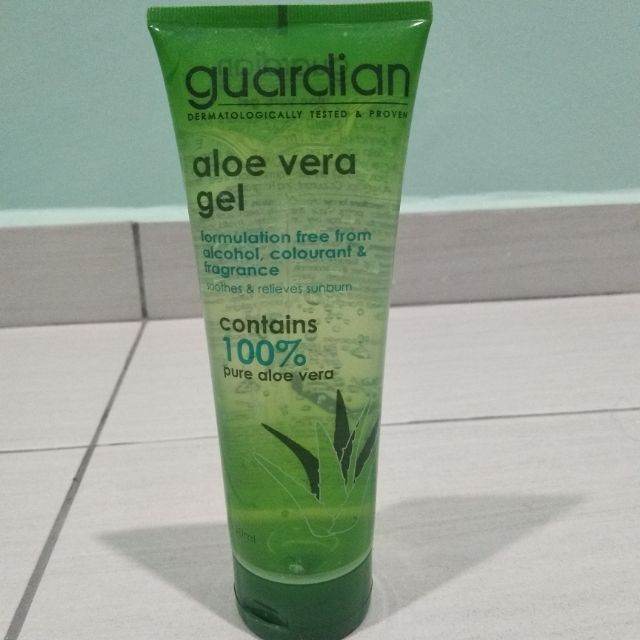 guardian
DERMATOLOGICALLY TESTED & PROVEN
aloe vera
gel
formulation free from
alcohol, colourant &
fragrance
soothes & relieves sunburn
contains
100%
pure aloe vera